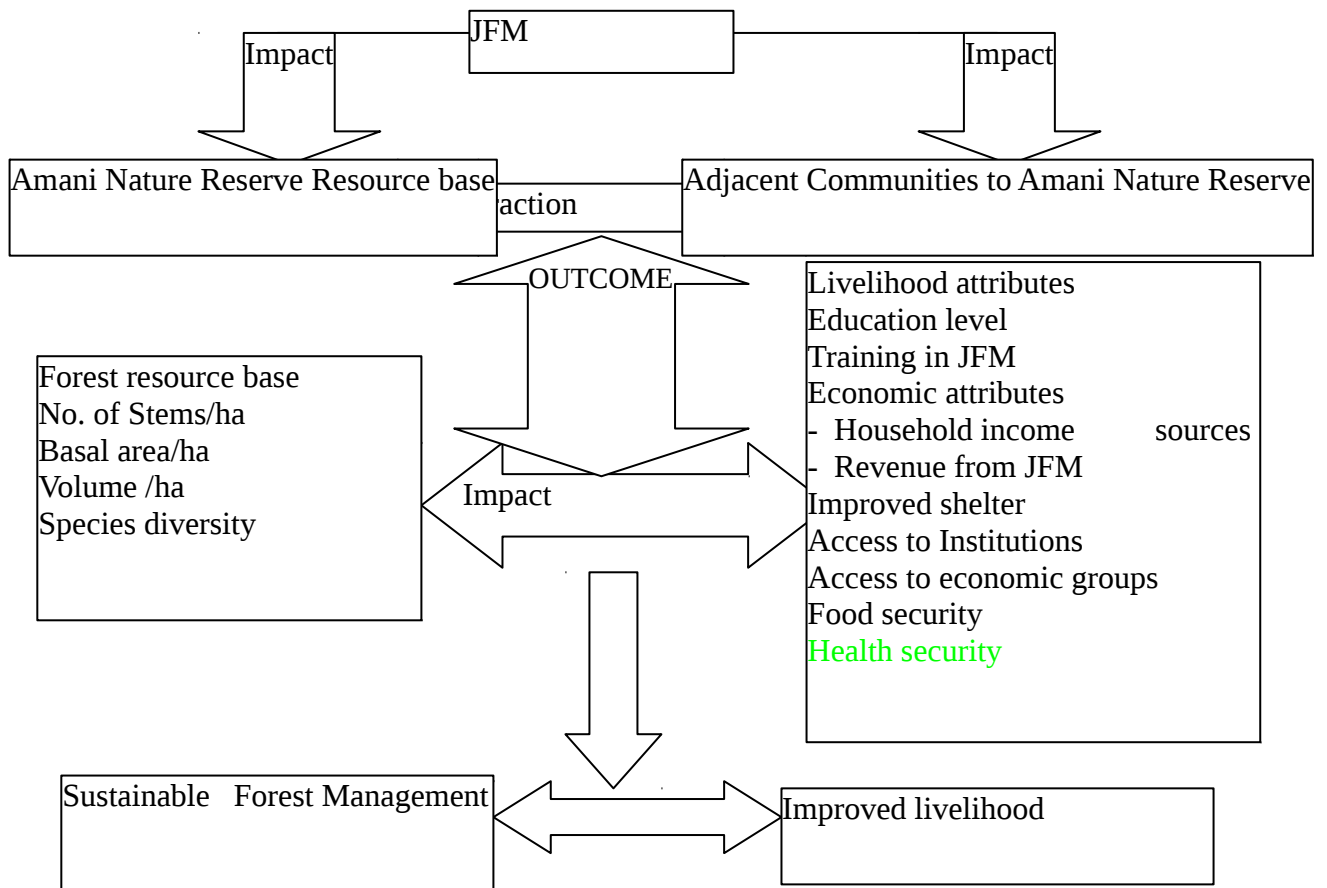 JFM
Impact
Impact
Amani Nature Reserve Resource base
Adjacent Communities to Amani Nature Reserve
raction
OUTCOME
Livelihood attributes
Education level
Training in JFM
Economic attributes
- Household income sources
- Revenue from JFM
Improved shelter
Access to Institutions
Access to economic groups
Food security
Health security
Forest resource base
No. of Stems/ha
Basal area/ha
Volume /ha
Species diversity
Impact
Sustainable Forest Management
Improved livelihood